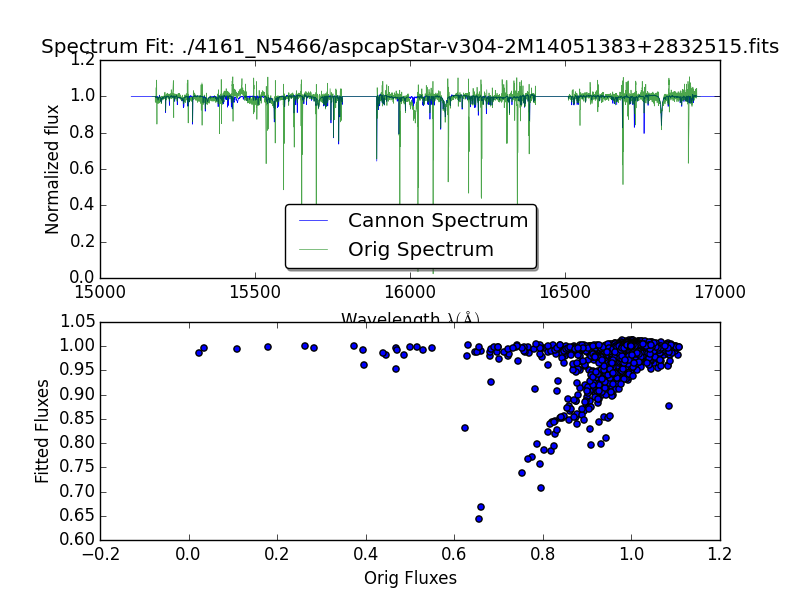 Spectrum Fit: ./4161_N5466/aspcapStar-v304-2M14051383+2832515.fits
1.2
1.0
0.8
0.6
0.4
0.2
0.0
Normalized flux
Cannon Spectrum
Orig Spectrum
15000 15500 16000 16500 17000
Wavelength λ(Å)
1.05
1.00
0.95
0.90
0.85
0.80
0.75
0.70
0.65
0.60
Fitted Fluxes
−0.2 0.0 0.2 0.4 0.6 0.8 1.0 1.2
Orig Fluxes